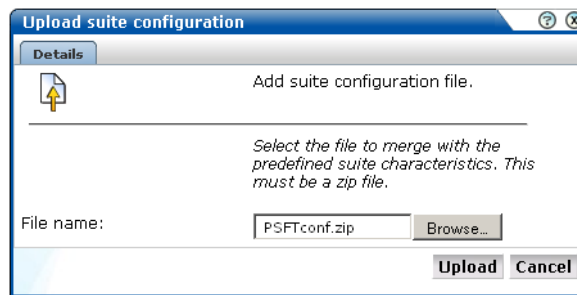 Upload suite configuration
Details
Add suite configuration file.
Select the file to merge with the
predefined suite characteristics. This
must be a zip file.
File name:
PSFTconf.zip
Browse...
Upload Cancel